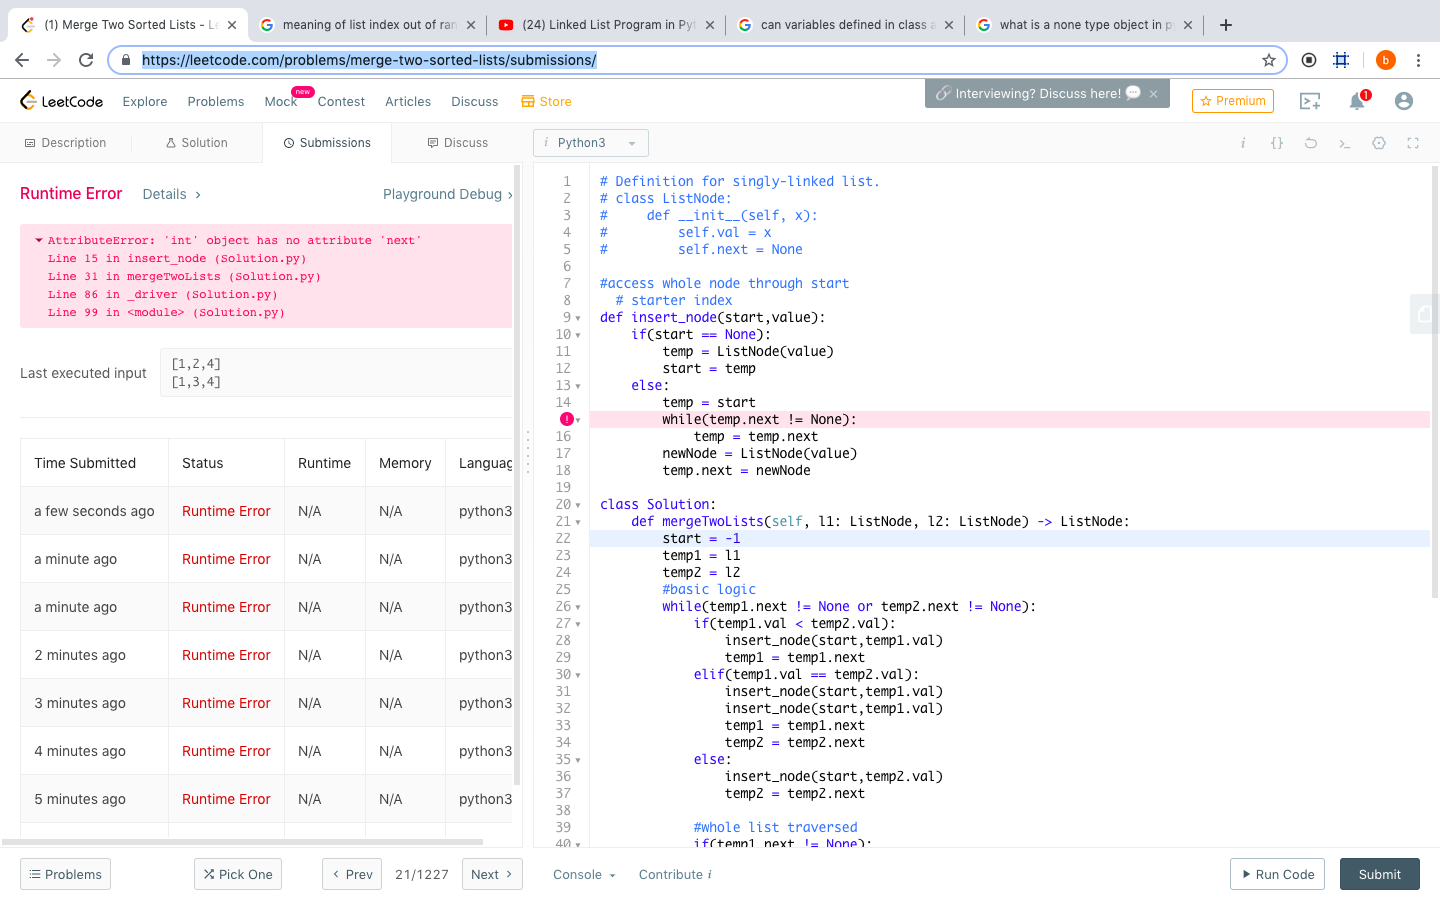 (1) Merge Two Sorted Lists - Le
meaning of list index out of ran
(24) Linked List Program in Pyt
can variables defined in class a
what is a none type object in p
https://leetcode.com/problems/merge-two-sorted-lists/submissions/
b
LeetCode
Explore
Problems
Mock
new
Contest
Articles
Discuss
Store
Interviewing? Discuss here!
Premium
1
Description
Solution
Submissions
Discuss
i Python3
Runtime Error
Details
Playground Debug
AttributeError: 'int' object has no attribute 'next'
Line 15 in insert_node (Solution.py)
Line 31 in mergeTwoLists (Solution.py)
Line 86 in _driver (Solution.py)
Line 99 in <module> (Solution.py)
Last executed input
[1,2,4]
[1,3,4]
Time Submitted Status Runtime Memory Languag
a few seconds ago Runtime Error N/A N/A python3
a minute ago Runtime Error N/A N/A python3
a minute ago Runtime Error N/A N/A python3
2 minutes ago Runtime Error N/A N/A python3
3 minutes ago Runtime Error N/A N/A python3
4 minutes ago Runtime Error N/A N/A python3
5 minutes ago Runtime Error N/A N/A python3
1 # Definition for singly-linked list.
2 # class ListNode:
3 #     def __init__(self, x):
4 #         self.val = x
5 #         self.next = None
6
7 #access whole node through start
8   # starter index
9 def insert_node(start,value):
10     if(start == None):
11         temp = ListNode(value)
12         start = temp
13     else:
14         temp = start
!         while(temp.next != None):
16             temp = temp.next
17         newNode = ListNode(value)
18         temp.next = newNode
19
20 class Solution:
21     def mergeTwoLists(self, l1: ListNode, l2: ListNode) -> ListNode:
22         start = -1
23         temp1 = l1
24         temp2 = l2
25         #basic logic
26         while(temp1.next != None or temp2.next != None):
27             if(temp1.val < temp2.val):
28                 insert_node(start,temp1.val)
29                 temp1 = temp1.next
30             elif(temp1.val == temp2.val):
31                 insert_node(start,temp1.val)
32                 insert_node(start,temp1.val)
33                 temp1 = temp1.next
34                 temp2 = temp2.next
35             else:
36                 insert_node(start,temp2.val)
37                 temp2 = temp2.next
38
39             #whole list traversed
40             if(temp1.next != None):
Problems
Pick One
Prev
21/1227
Next
Console
Contribute i
Run Code
Submit